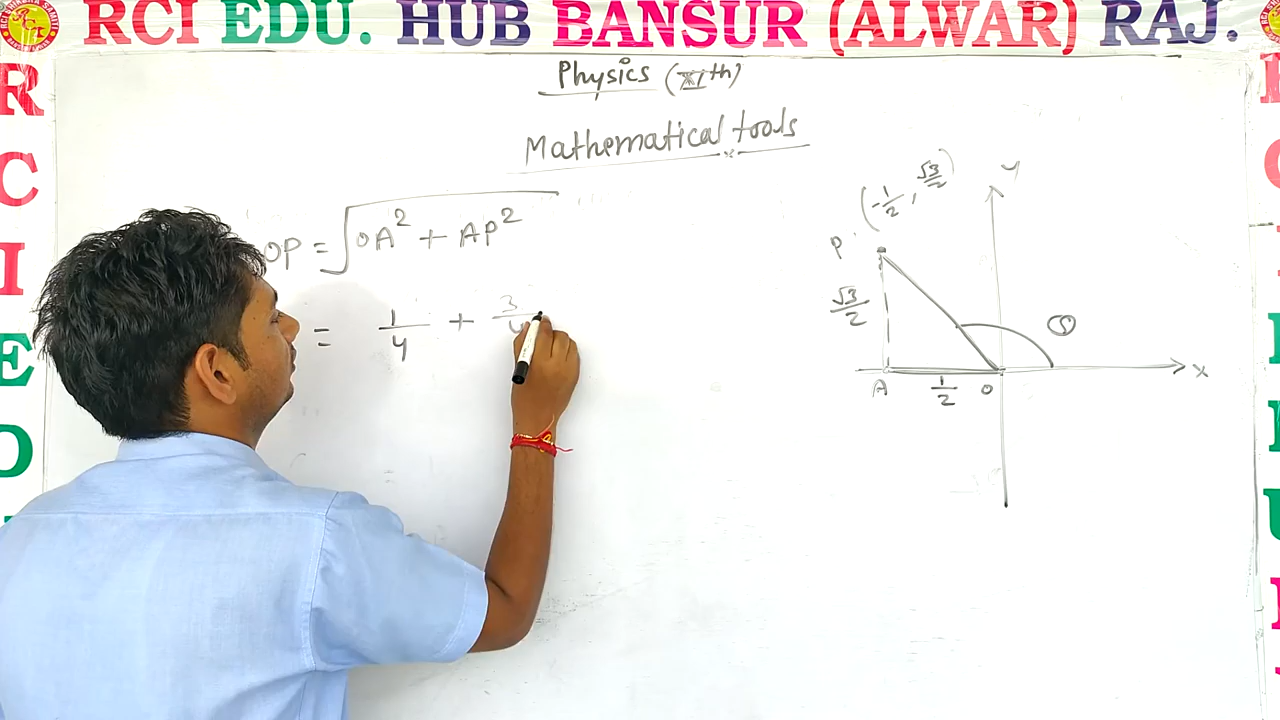 RCI EDU. HUB BANSUR (ALWAR) RAJ.
R
C
I
E
D
Physics (XIth)
Mathematical tools
OP = √OA² + AP²
= 1/4 + 3/4
y
(-1/2, √3/2)
P
√3/2
A
1/2
O
x